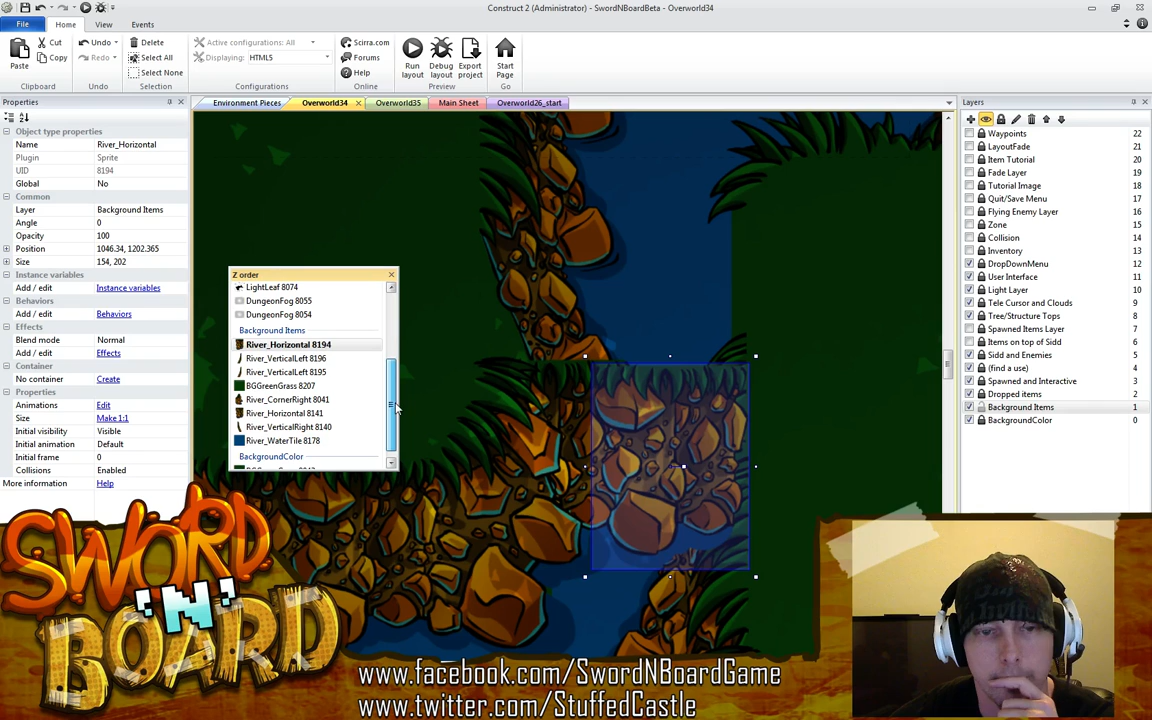 Construct 2 (Administrator) - SwordNBoardBeta - Overworld34
File Home View Events
Paste Cut Copy Undo Redo Delete Select All Select None
Active configurations: All
Displaying: HTML5
Scirra.com Forums Help
Run layout Debug layout Export project Start Page
Clipboard Undo Selection Configurations Online Preview Go
Properties
Environment Pieces Overworld34 Overworld35 Main Sheet Overworld26_start
Layers
Object type properties
Name River_Horizontal
Plugin Sprite
UID 8194
Global No
Common
Layer Background Items
Angle 0
Opacity 100
Position 1046.34, 1202.365
Size 154, 202
Instance variables
Add / edit Instance variables
Behaviors
Add / edit Behaviors
Effects
Blend mode Normal
Add / edit Effects
Container
No container Create
Properties
Animations Edit
Size Make 1:1
Initial visibility Visible
Initial animation Default
Initial frame 0
Collisions Enabled
More information Help
Z order
LightLeaf 8074
DungeonFog 8055
DungeonFog 8054
Background Items
River_Horizontal 8194
River_VerticalLeft 8196
River_VerticalLeft 8195
BGGreenGrass 8207
River_CornerRight 8041
River_Horizontal 8141
River_VerticalRight 8140
River_WaterTile 8178
BackgroundColor
Waypoints 22
LayoutFade 21
Item Tutorial 20
Fade Layer 19
Tutorial Image 18
Quit/Save Menu 17
Flying Enemy Layer 16
Zone 15
Collision 14
Inventory 13
DropDownMenu 12
User Interface 11
Light Layer 10
Tele Cursor and Clouds 9
Tree/Structure Tops 8
Spawned Items Layer 7
Items on top of Sidd 6
Sidd and Enemies 5
(find a use) 4
Spawned and Interactive 3
Dropped items 2
Background Items 1
BackgroundColor 0
SWORD
'N'
BOARD
www.facebook.com/SwordNBoardGame
www.twitter.com/StuffedCastle